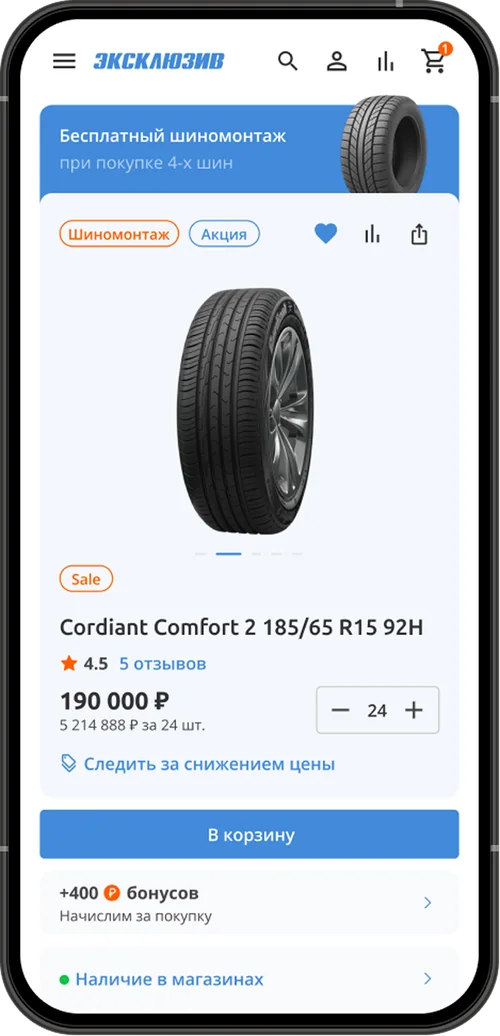 ЭКСКЛЮЗИВ
1
Бесплатный шиномонтаж
при покупке 4-х шин
Шиномонтаж
Акция
Sale
Cordiant Comfort 2 185/65 R15 92H
4.5 5 отзывов
190 000 ₽
5 214 888 ₽ за 24 шт.
— 24 +
Следить за снижением цены
В корзину
+400 ₽ бонусов
Начислим за покупку
Наличие в магазинах